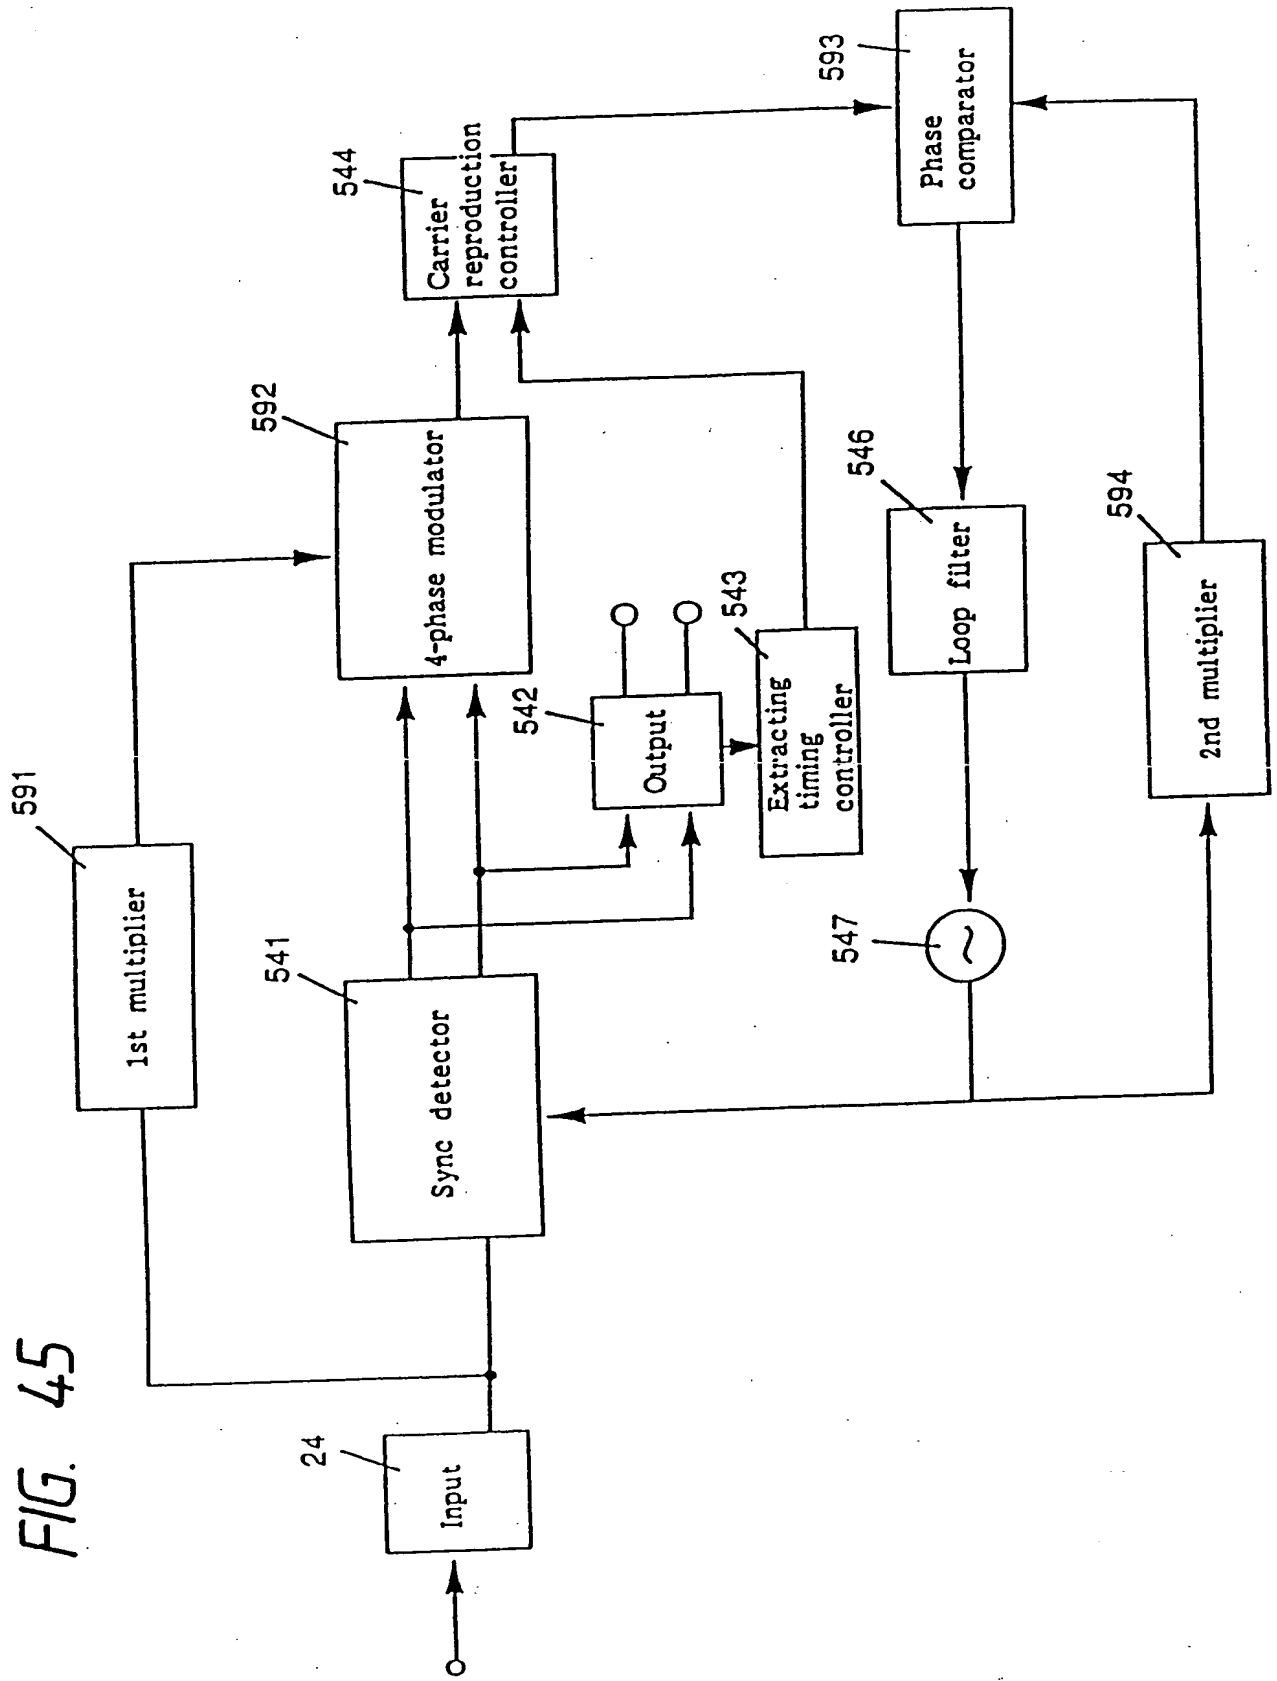 FIG. 45
591
1st multiplier
592
4-phase modulator
544
Carrier
reproduction
controller
24
Input
541
Sync detector
542
Output
543
Extracting
timing
controller
593
Phase
comparator
546
Loop filter
547
~
594
2nd multiplier